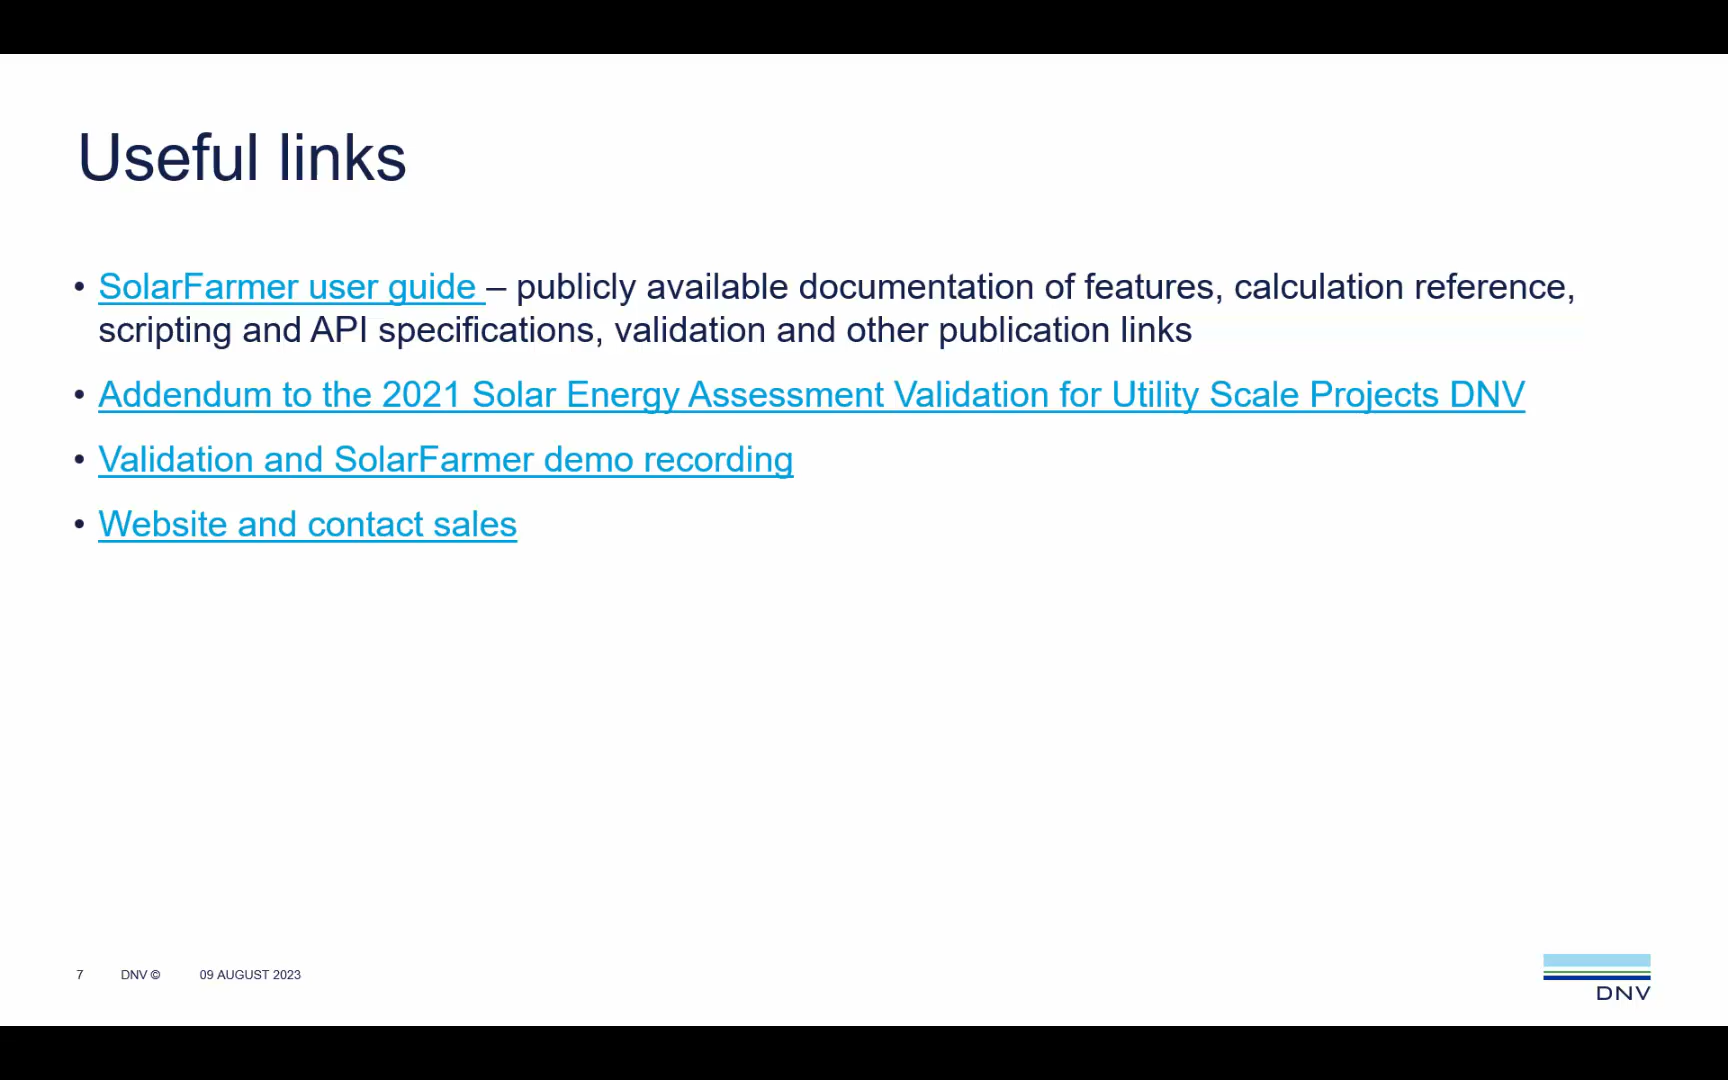 Useful links
• SolarFarmer user guide – publicly available documentation of features, calculation reference,
scripting and API specifications, validation and other publication links
• Addendum to the 2021 Solar Energy Assessment Validation for Utility Scale Projects DNV
• Validation and SolarFarmer demo recording
• Website and contact sales
7 DNV © 09 AUGUST 2023
DNV